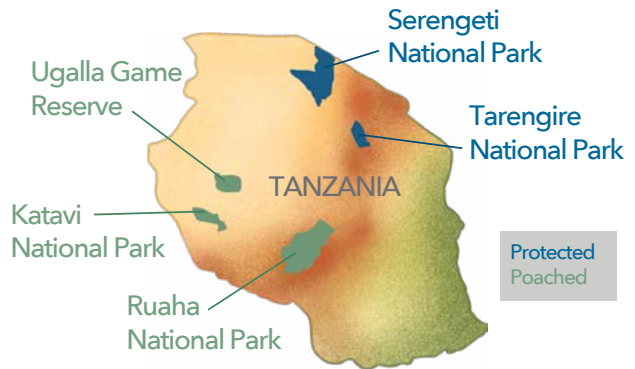 Serengeti
National Park
Ugalla Game
Reserve
Tarengire
National Park
TANZANIA
Katavi
National Park
Protected
Poached
Ruaha
National Park